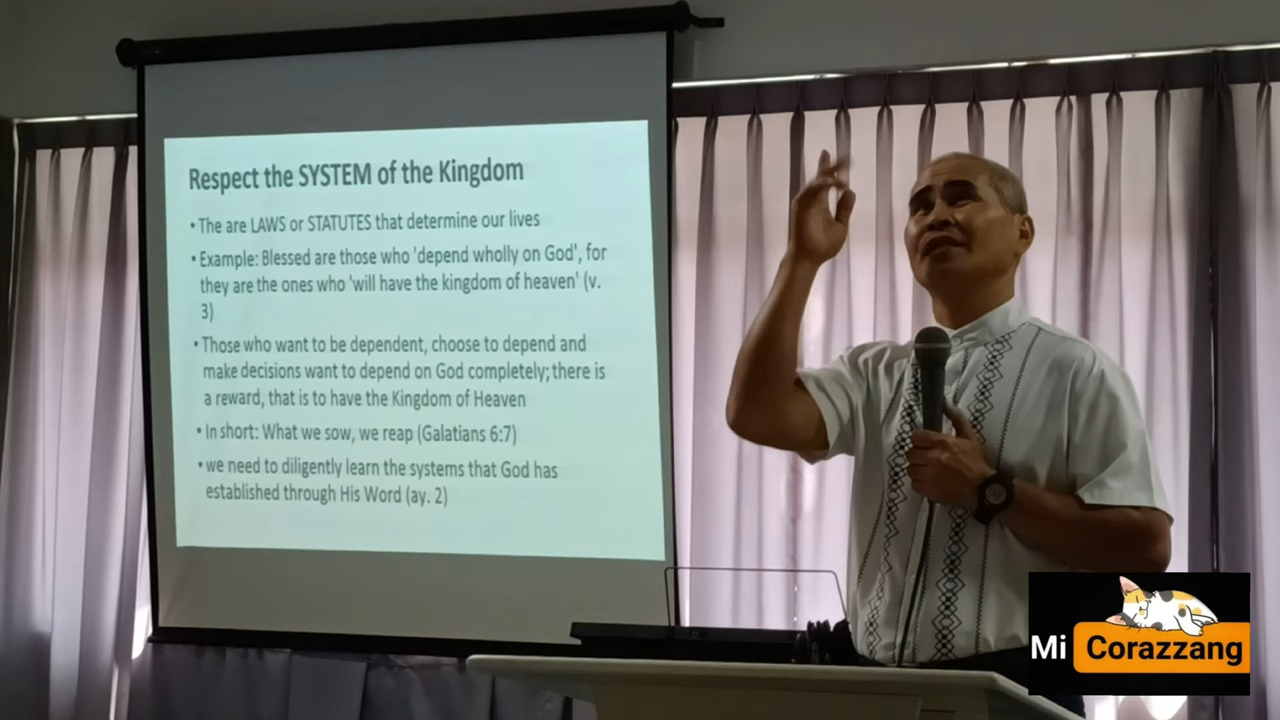 Respect the SYSTEM of the Kingdom
• The are LAWS or STATUTES that determine our lives
• Example: Blessed are those who 'depend wholly on God', for
they are the ones who 'will have the kingdom of heaven' (v.
3)
• Those who want to be dependent, choose to depend and
make decisions want to depend on God completely; there is
a reward, that is to have the Kingdom of Heaven
• In short: What we sow, we reap (Galatians 6:7)
• we need to diligently learn the systems that God has
established through His Word (ay. 2)
Mi Corazzang